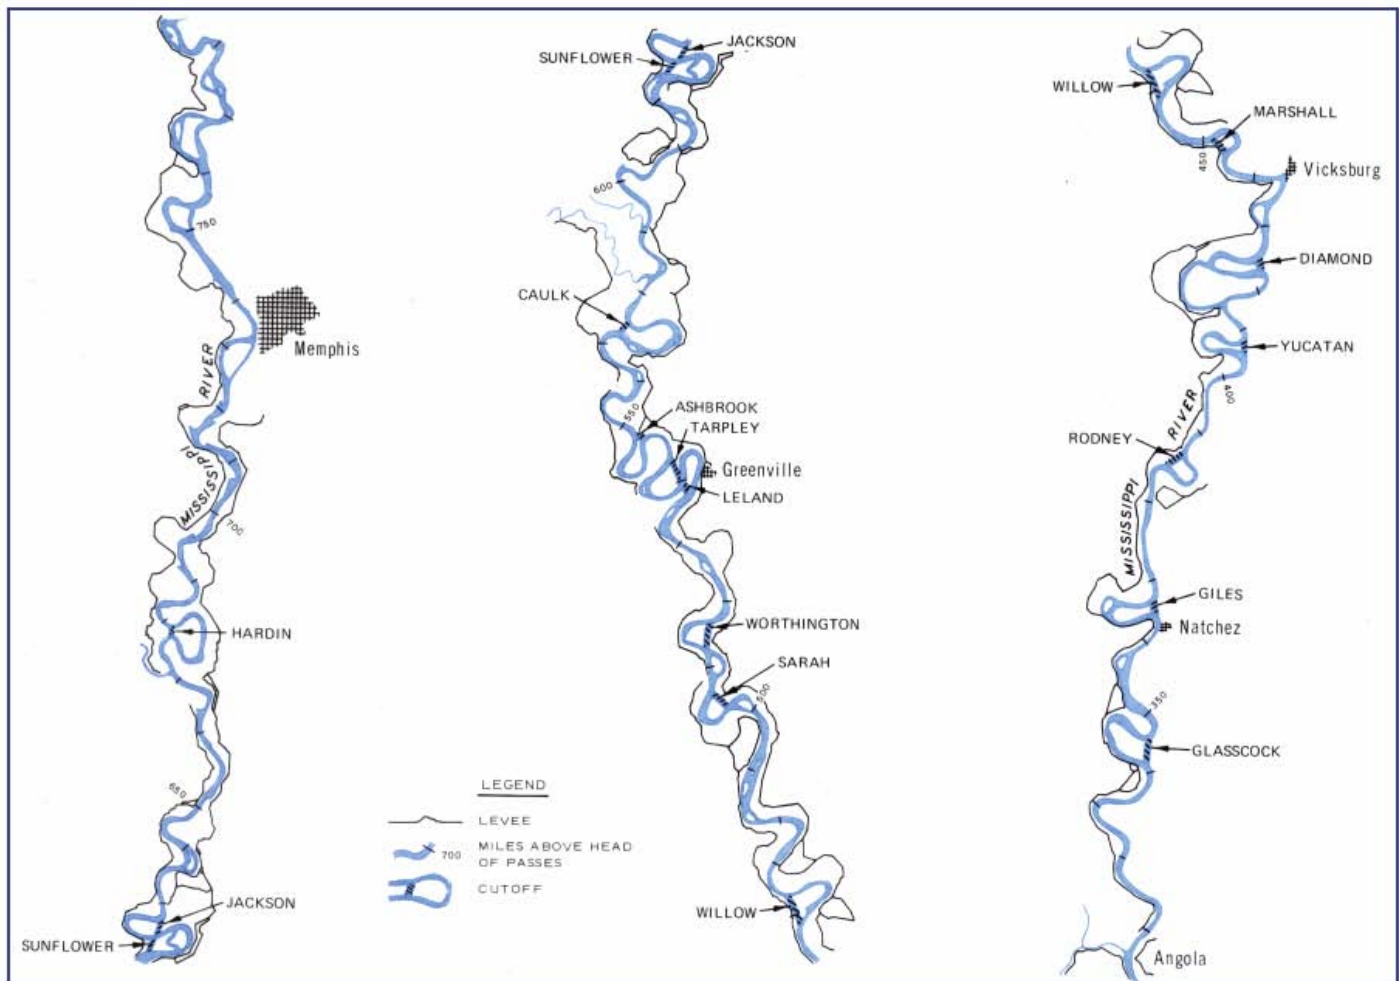 750
Memphis
MISSISSIPPI RIVER
700
HARDIN
650
JACKSON
SUNFLOWER
JACKSON
SUNFLOWER
600
CAULK
550
ASHBROOK
TARPLEY
Greenville
LELAND
WORTHINGTON
SARAH
500
WILLOW
LEGEND
LEVEE
700
MILES ABOVE HEAD
OF PASSES
CUTOFF
WILLOW
MARSHALL
450
Vicksburg
DIAMOND
YUCATAN
400
MISSISSIPPI RIVER
RODNEY
GILES
Natchez
350
GLASSCOCK
Angola